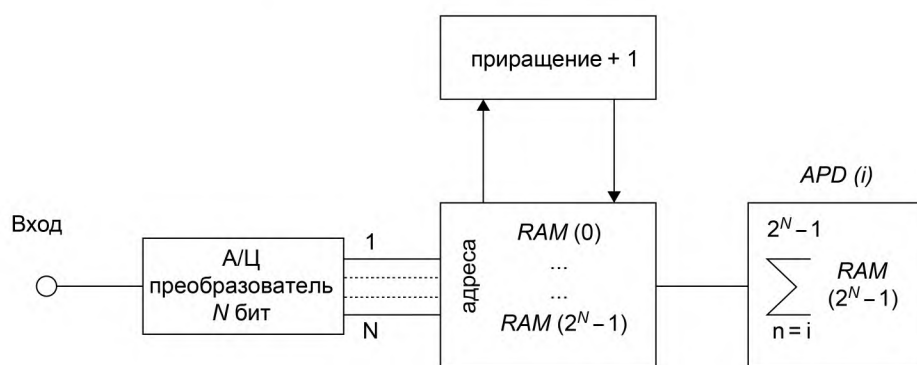 приращение + 1
APD (i)
Вход
А/Ц
преобразователь
N бит
1
N
адреса
RAM (0)
...
...
RAM (2^N – 1)
2^N – 1
∑ RAM
(2^N – 1)
n = i